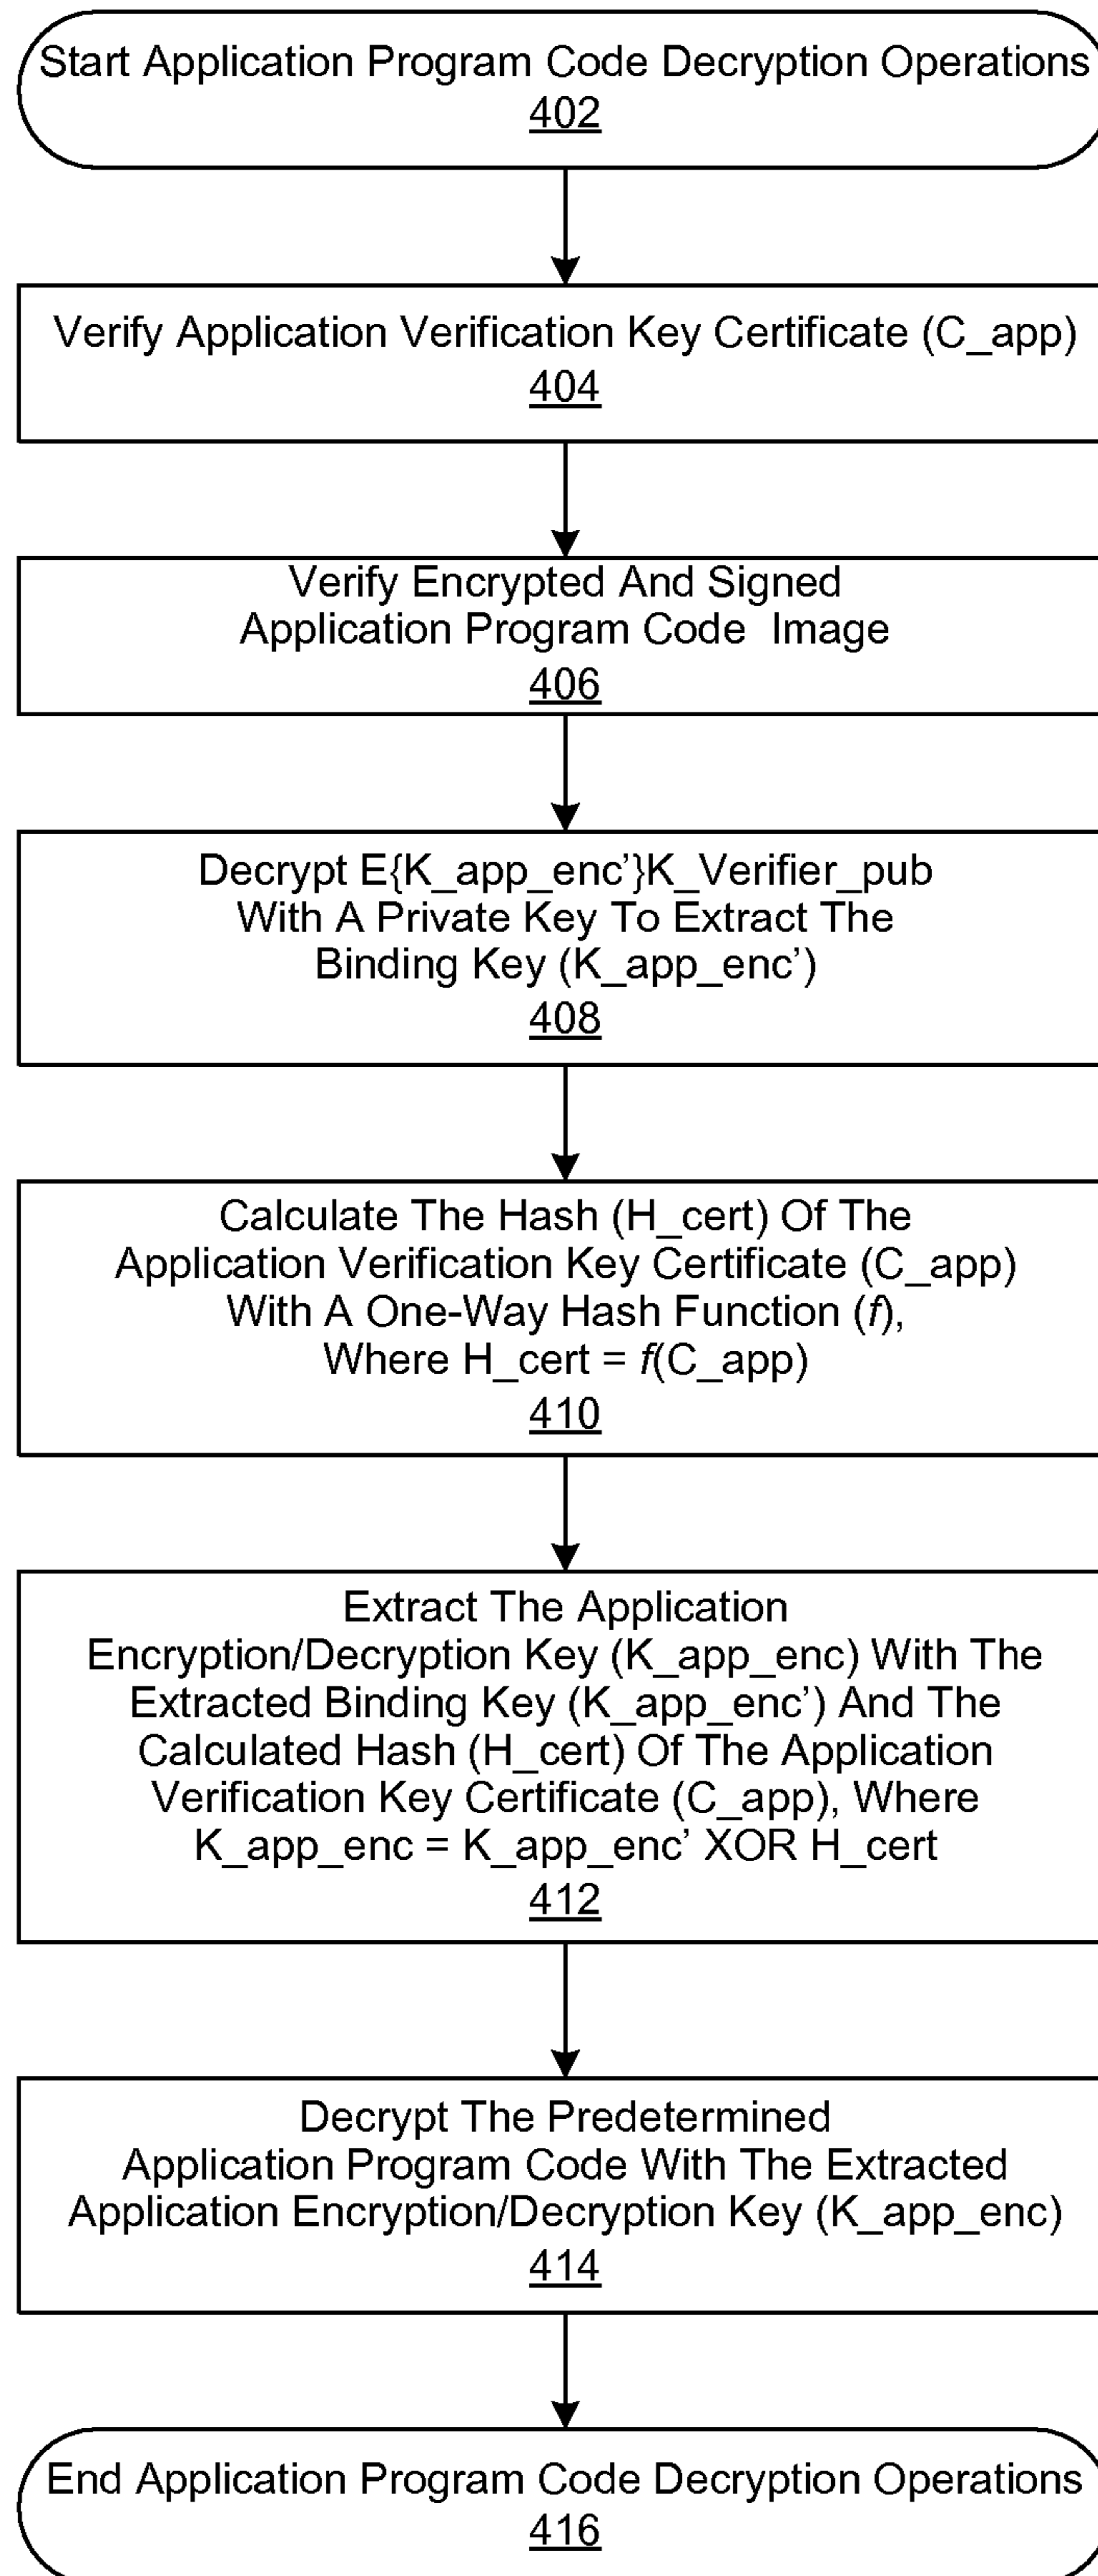 Start Application Program Code Decryption Operations
402
Verify Application Verification Key Certificate (C_app)
404
Verify Encrypted And Signed
Application Program Code Image
406
Decrypt E{K_app_enc’}K_Verifier_pub
With A Private Key To Extract The
Binding Key (K_app_enc’)
408
Calculate The Hash (H_cert) Of The
Application Verification Key Certificate (C_app)
With A One-Way Hash Function (f),
Where H_cert = f(C_app)
410
Extract The Application
Encryption/Decryption Key (K_app_enc) With The
Extracted Binding Key (K_app_enc’) And The
Calculated Hash (H_cert) Of The Application
Verification Key Certificate (C_app), Where
K_app_enc = K_app_enc’ XOR H_cert
412
Decrypt The Predetermined
Application Program Code With The Extracted
Application Encryption/Decryption Key (K_app_enc)
414
End Application Program Code Decryption Operations
416